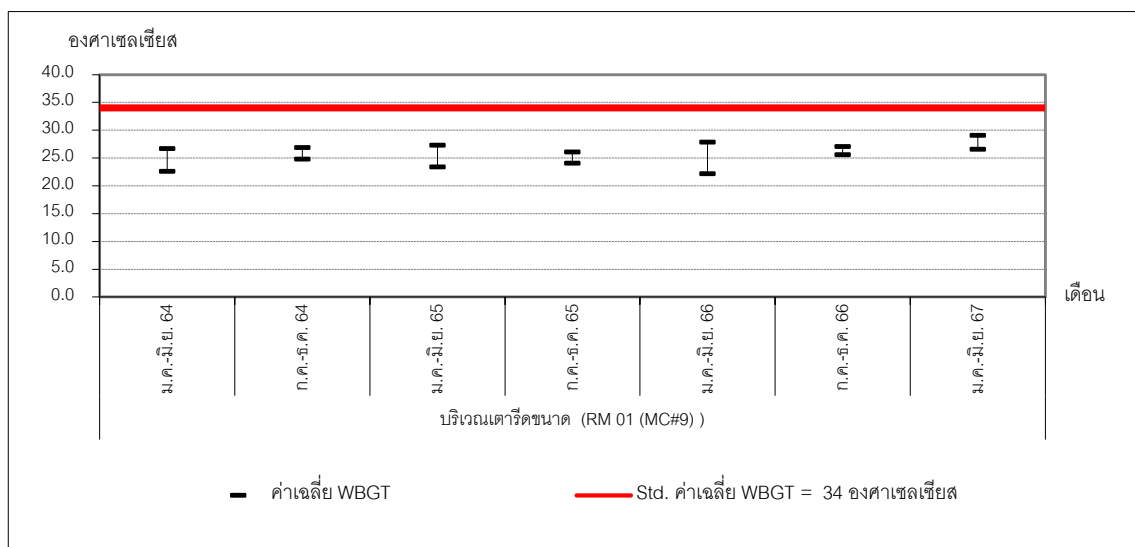 องศาเซลเซียส
40.0
35.0
30.0
25.0
20.0
15.0
10.0
5.0
0.0
เดือน
ม.ค.-มิ.ย. 64
ก.ค.-ธ.ค. 64
ม.ค.-มิ.ย. 65
ก.ค.-ธ.ค. 65
ม.ค.-มิ.ย. 66
ก.ค.-ธ.ค. 66
ม.ค.-มิ.ย. 67
บริเวณเตารีดขนาด (RM 01 (MC#9) )
ค่าเฉลี่ย WBGT
Std. ค่าเฉลี่ย WBGT = 34 องศาเซลเซียส